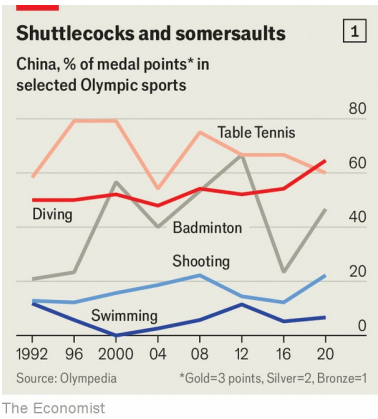 Shuttlecocks and somersaults
1
China, % of medal points* in
selected Olympic sports
80
Table Tennis
60
Diving
Badminton
40
Shooting
20
Swimming
0
1992 96 2000 04 08 12 16 20
Source: Olympedia *Gold=3 points, Silver=2, Bronze=1
The Economist